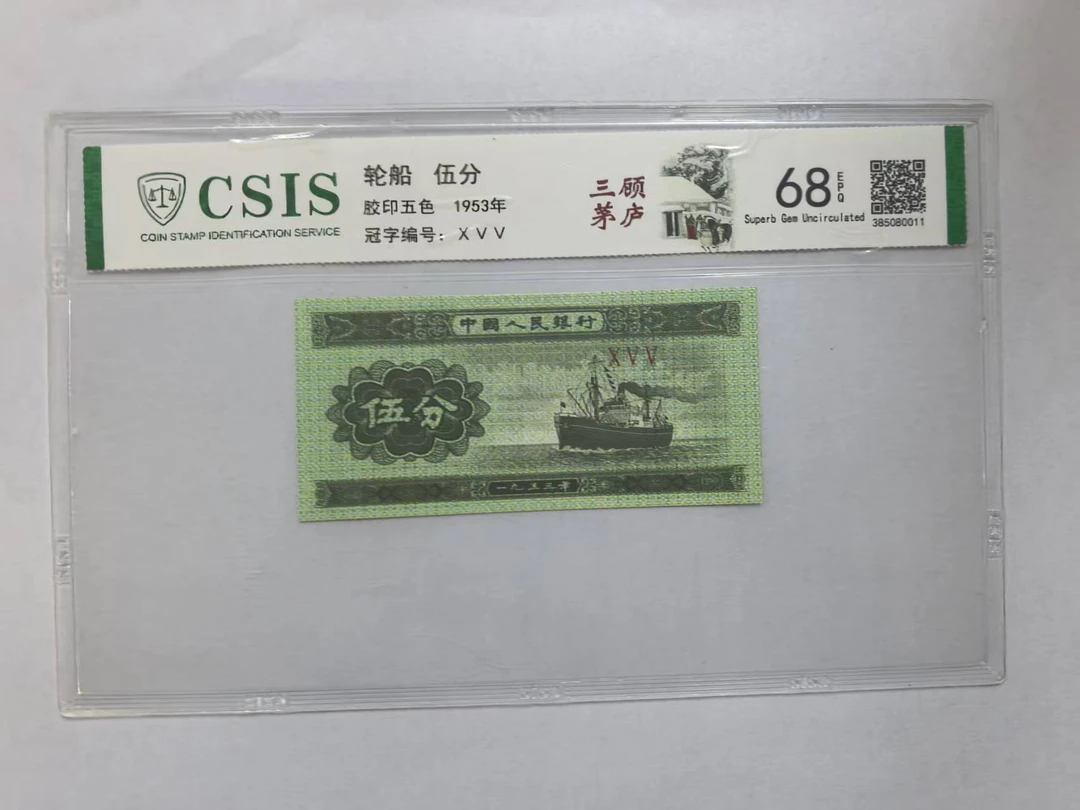 CSIS
COIN STAMP IDENTIFICATION SERVICE
轮船 伍分
胶印五色 1953年
冠字编号：XVV
三顾
茅庐
68 EPQ
Superb Gem Uncirculated
385080011
中國人民銀行
XVV
伍分
一九五三年